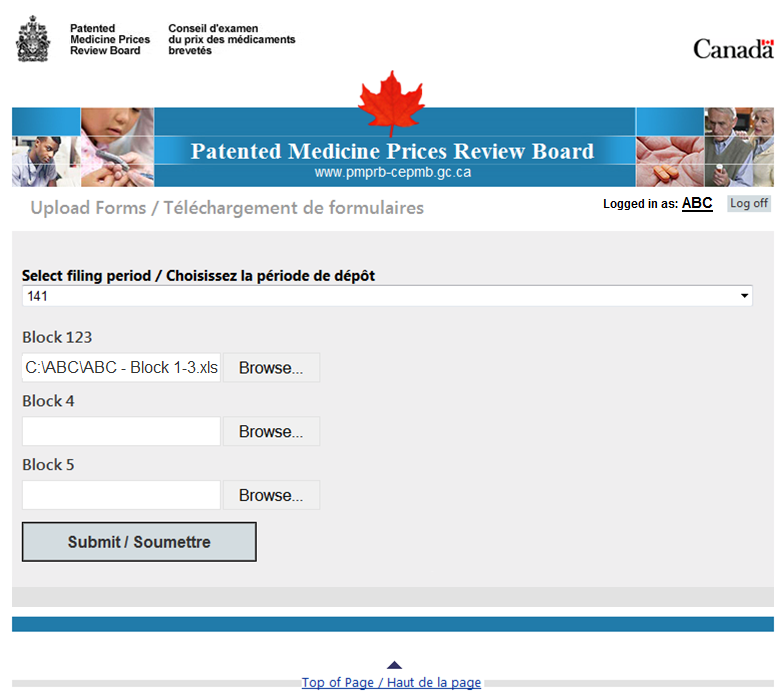 Patented
Medicine Prices
Review Board
Conseil d'examen
du prix des médicaments
brevetés
Canada
Patented Medicine Prices Review Board
www.pmprb-cepmb.gc.ca
Upload Forms / Téléchargement de formulaires
Logged in as: ABC
Log off
Select filing period / Choisissez la période de dépôt
141
Block 123
C:\ABC\ABC - Block 1-3.xls
Browse...
Block 4
Browse...
Block 5
Browse...
Submit / Soumettre
Top of Page / Haut de la page